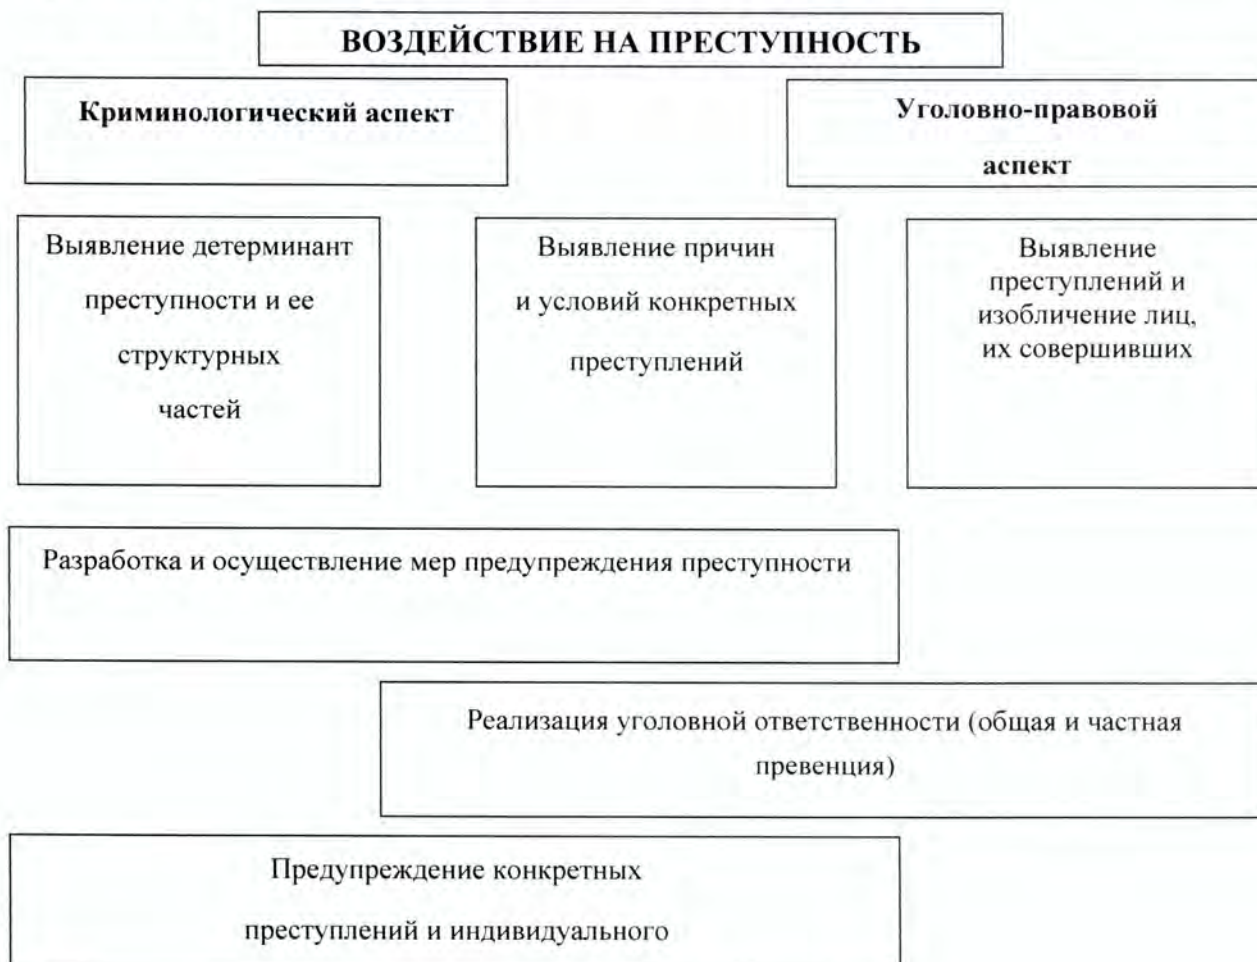 ВОЗДЕЙСТВИЕ НА ПРЕСТУПНОСТЬ
Криминологический аспект
Уголовно-правовой
аспект
Выявление детерминант
преступности и ее
структурных
частей
Выявление причин
и условий конкретных
преступлений
Выявление
преступлений и
изобличение лиц,
их совершивших
Разработка и осуществление мер предупреждения преступности
Реализация уголовной ответственности (общая и частная
превенция)
Предупреждение конкретных
преступлений и индивидуального